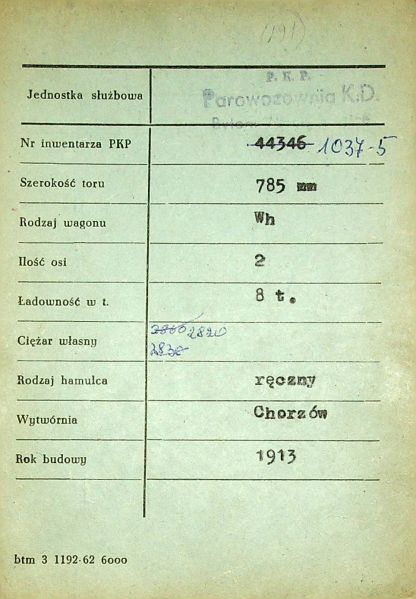 (191)
P. K. P.
Jednostka służbowa Parowozownia K.D.
Nr inwentarza PKP 44346 1037-5
Szerokość toru 785 mm
Rodzaj wagonu Wh
Ilość osi 2
Ładowność w t. 8 t.
2800 2820
Ciężar własny
2830
Rodzaj hamulca ręczny
Wytwórnia Chorzów
Rok budowy 1913
btm 3 1192-62 6000